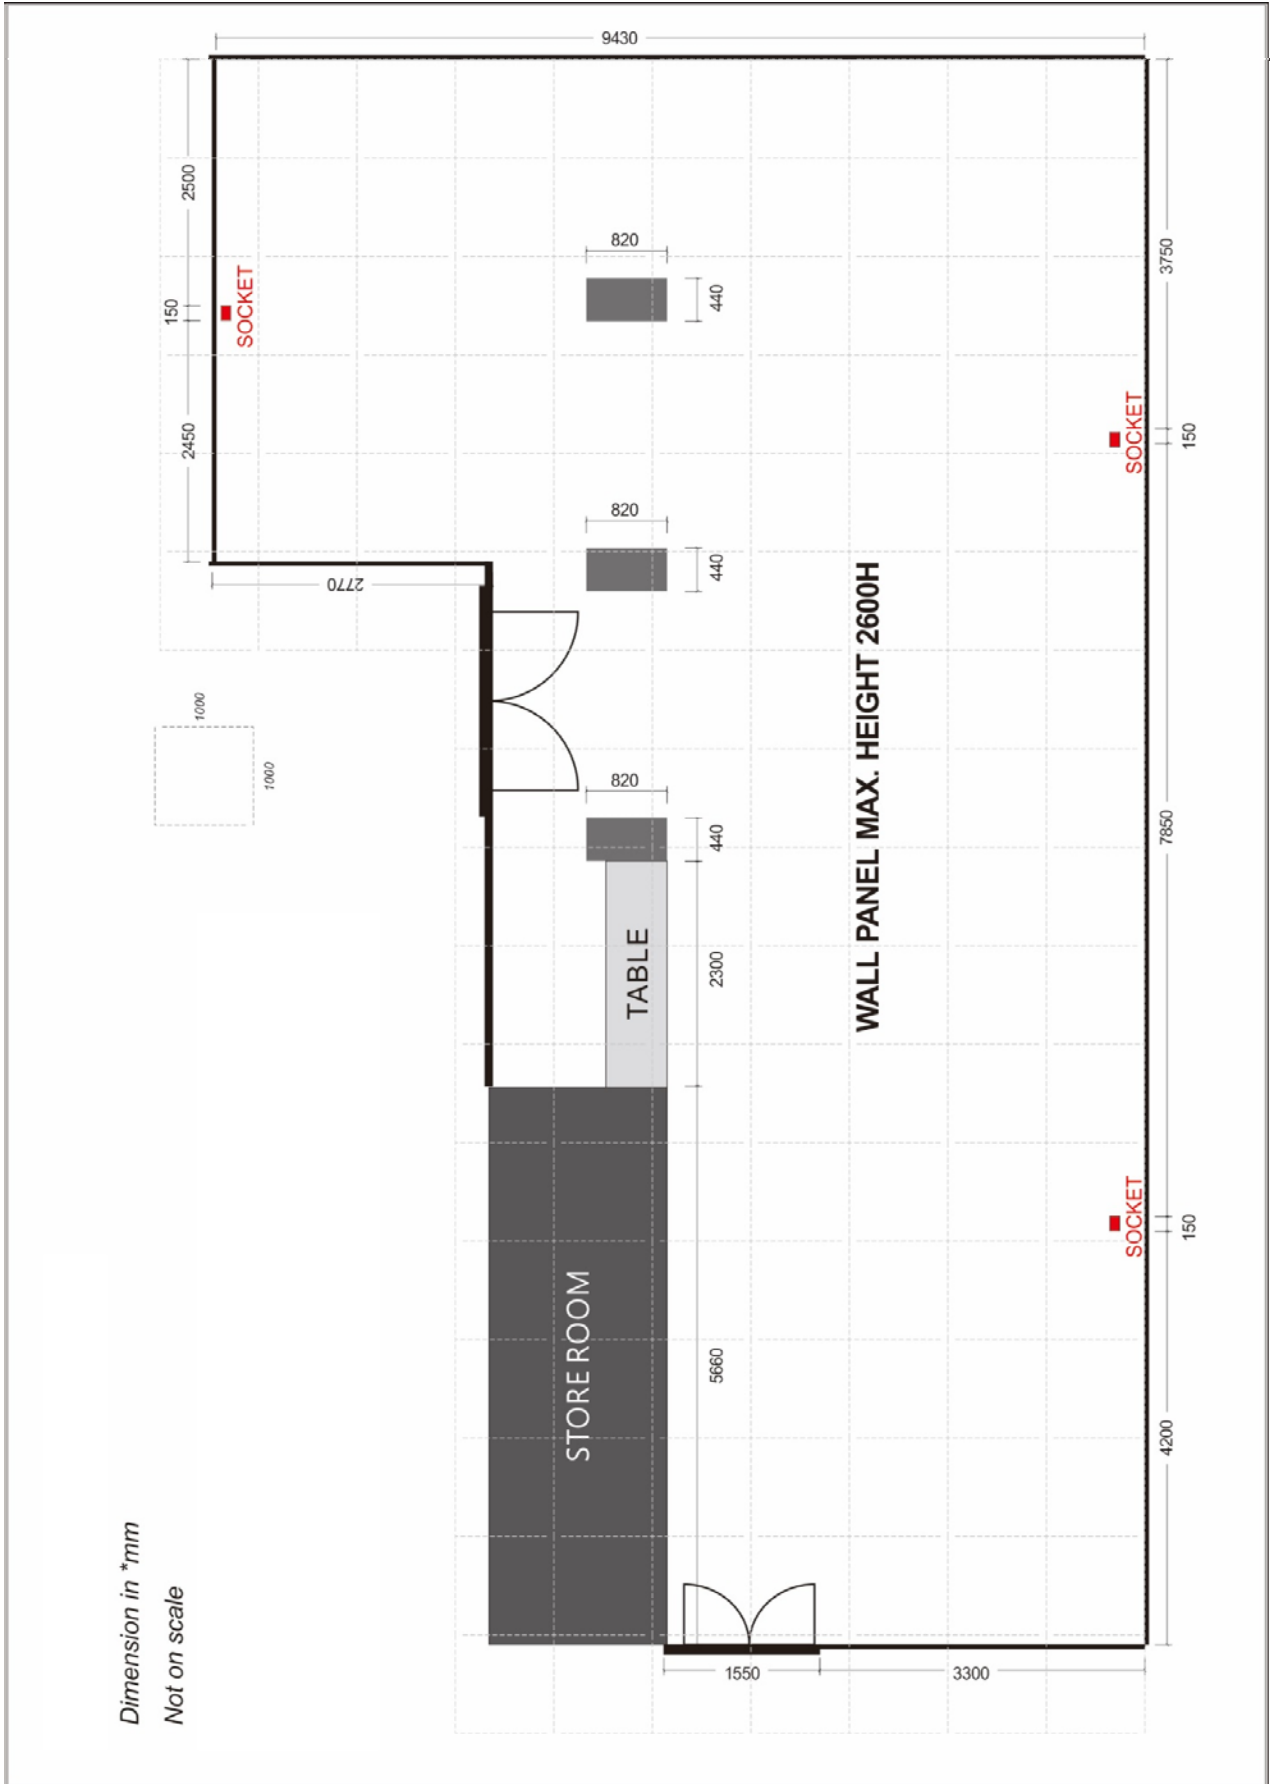 9430
2500
150
SOCKET
2450
2770
820
440
3750
SOCKET
150
820
440
1000
1000
820
440
7850
WALL PANEL MAX. HEIGHT 2600H
TABLE
2300
SOCKET
150
STORE ROOM
5660
4200
1550
3300
Dimension in *mm
Not on scale